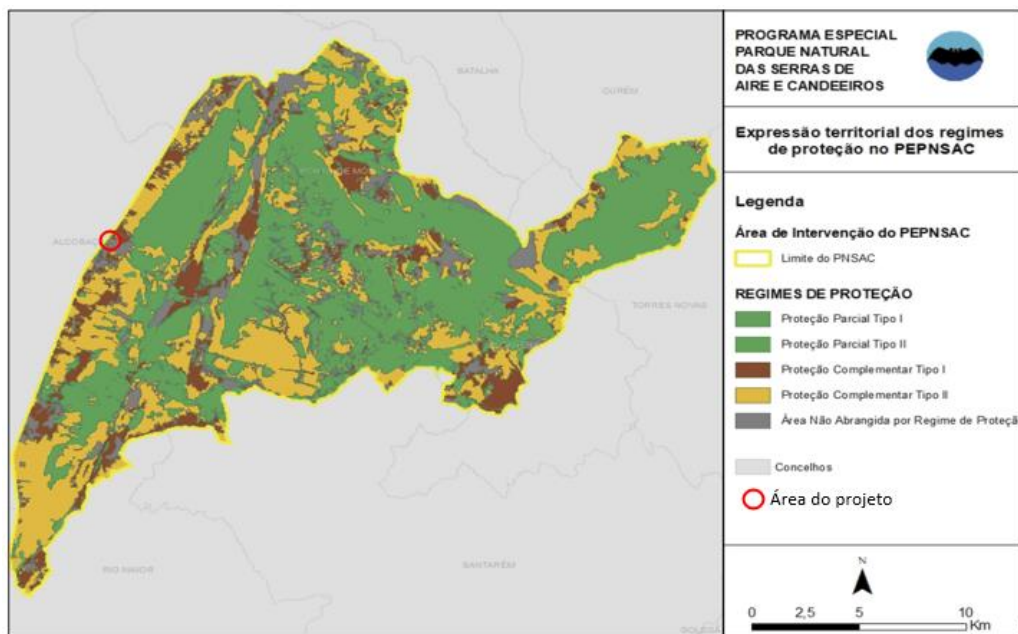 PROGRAMA ESPECIAL
PARQUE NATURAL
DAS SERRAS DE
AIRE E CANDEEIROS
Expressão territorial dos regimes
de proteção no PEPNSAC
Legenda
Área de Intervenção do PEPNSAC
Limite do PNSAC
REGIMES DE PROTEÇÃO
Proteção Parcial Tipo I
Proteção Parcial Tipo II
Proteção Complementar Tipo I
Proteção Complementar Tipo II
Área Não Abrangida por Regime de Proteçã
Concelhos
Área do projeto
N
0 2,5 5 10
Km
BATALHA
OURÉM
ALCOBAÇ
TORRES NOVAS
RIO MAIOR
SANTARÉM